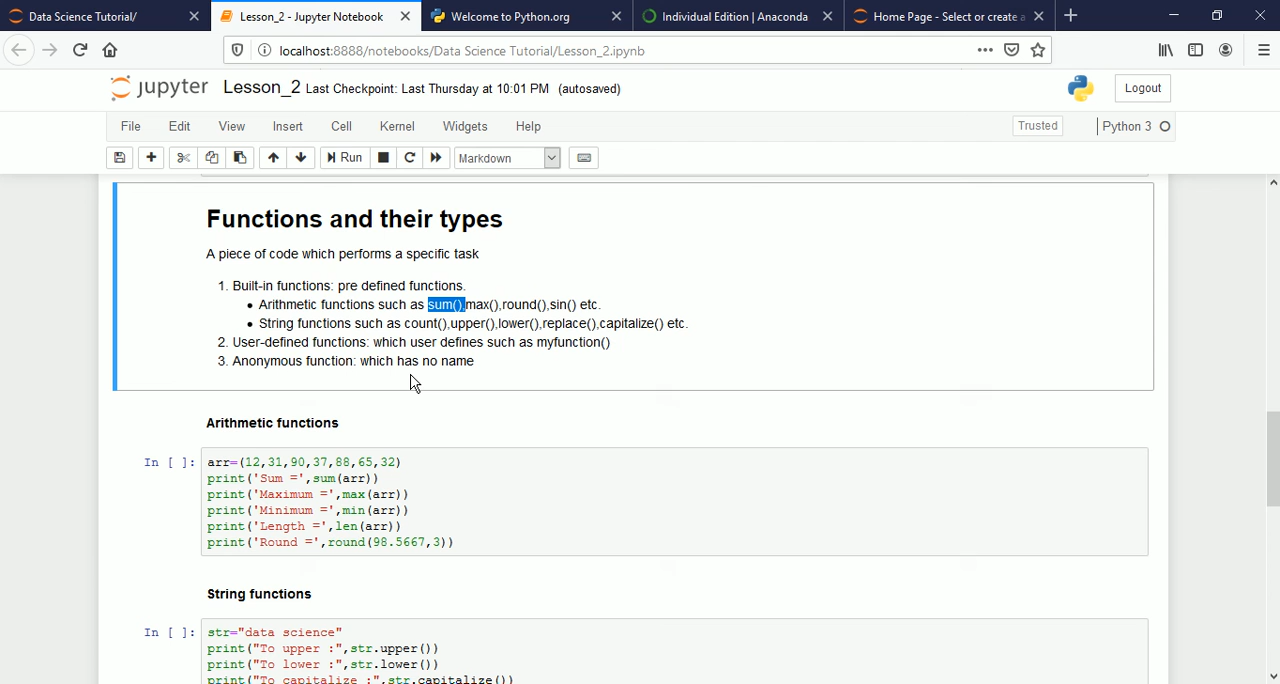 Data Science Tutorial/
Lesson_2 - Jupyter Notebook
Welcome to Python.org
Individual Edition | Anaconda
Home Page - Select or create a
localhost:8888/notebooks/Data Science Tutorial/Lesson_2.ipynb
jupyter Lesson_2 Last Checkpoint: Last Thursday at 10:01 PM (autosaved)
Logout
File Edit View Insert Cell Kernel Widgets Help
Trusted
Python 3
Run
Markdown
Functions and their types
A piece of code which performs a specific task
1. Built-in functions: pre defined functions.
• Arithmetic functions such as sum(),max(),round(),sin() etc.
• String functions such as count(),upper(),lower(),replace(),capitalize() etc.
2. User-defined functions: which user defines such as myfunction()
3. Anonymous function: which has no name
Arithmetic functions
In [ ]: arr=(12,31,90,37,88,65,32)
print('Sum =',sum(arr))
print('Maximum =',max(arr))
print('Minimum =',min(arr))
print('Length =',len(arr))
print('Round =',round(98.5667,3))
String functions
In [ ]: str="data science"
print("To upper :",str.upper())
print("To lower :",str.lower())
print("To capitalize :",str.capitalize())